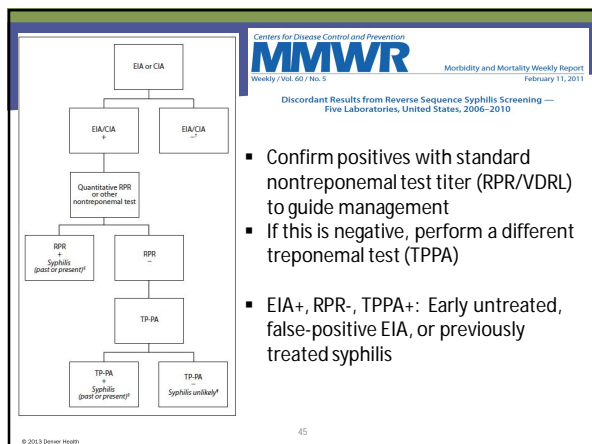 EIA or CIA
EIA/CIA
+
EIA/CIA
–†
Quantitative RPR
or other
nontreponemal test
RPR
+
Syphilis
(past or present)§
RPR
–
TP-PA
TP-PA
+
Syphilis
(past or present)§
TP-PA
–
Syphilis unlikely¶
Centers for Disease Control and Prevention
MMWR
Morbidity and Mortality Weekly Report
Weekly / Vol. 60 / No. 5
February 11, 2011
Discordant Results from Reverse Sequence Syphilis Screening —
Five Laboratories, United States, 2006–2010
▪ Confirm positives with standard
nontreponemal test titer (RPR/VDRL)
to guide management
▪ If this is negative, perform a different
treponemal test (TPPA)
▪ EIA+, RPR-, TPPA+: Early untreated,
false-positive EIA, or previously
treated syphilis
45
© 2013 Denver Health